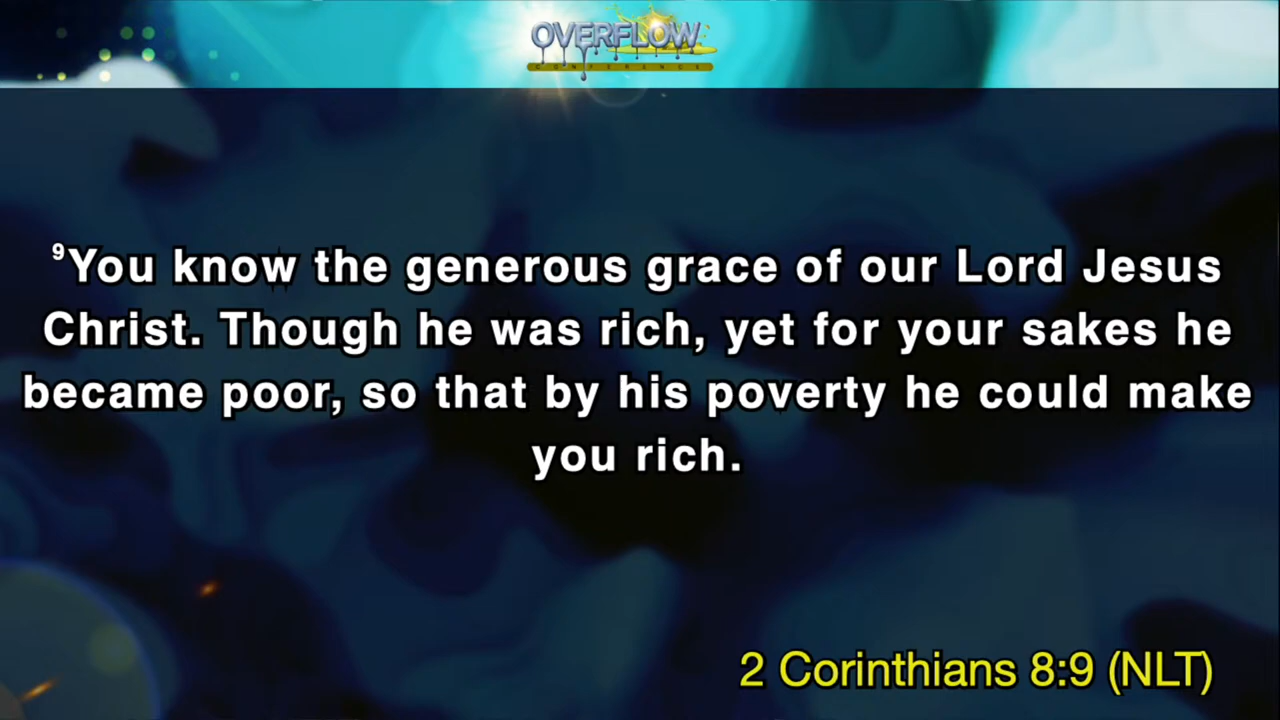 OVERFLOW
CONFERENCE
⁹You know the generous grace of our Lord Jesus
Christ. Though he was rich, yet for your sakes he
became poor, so that by his poverty he could make
you rich.
2 Corinthians 8:9 (NLT)